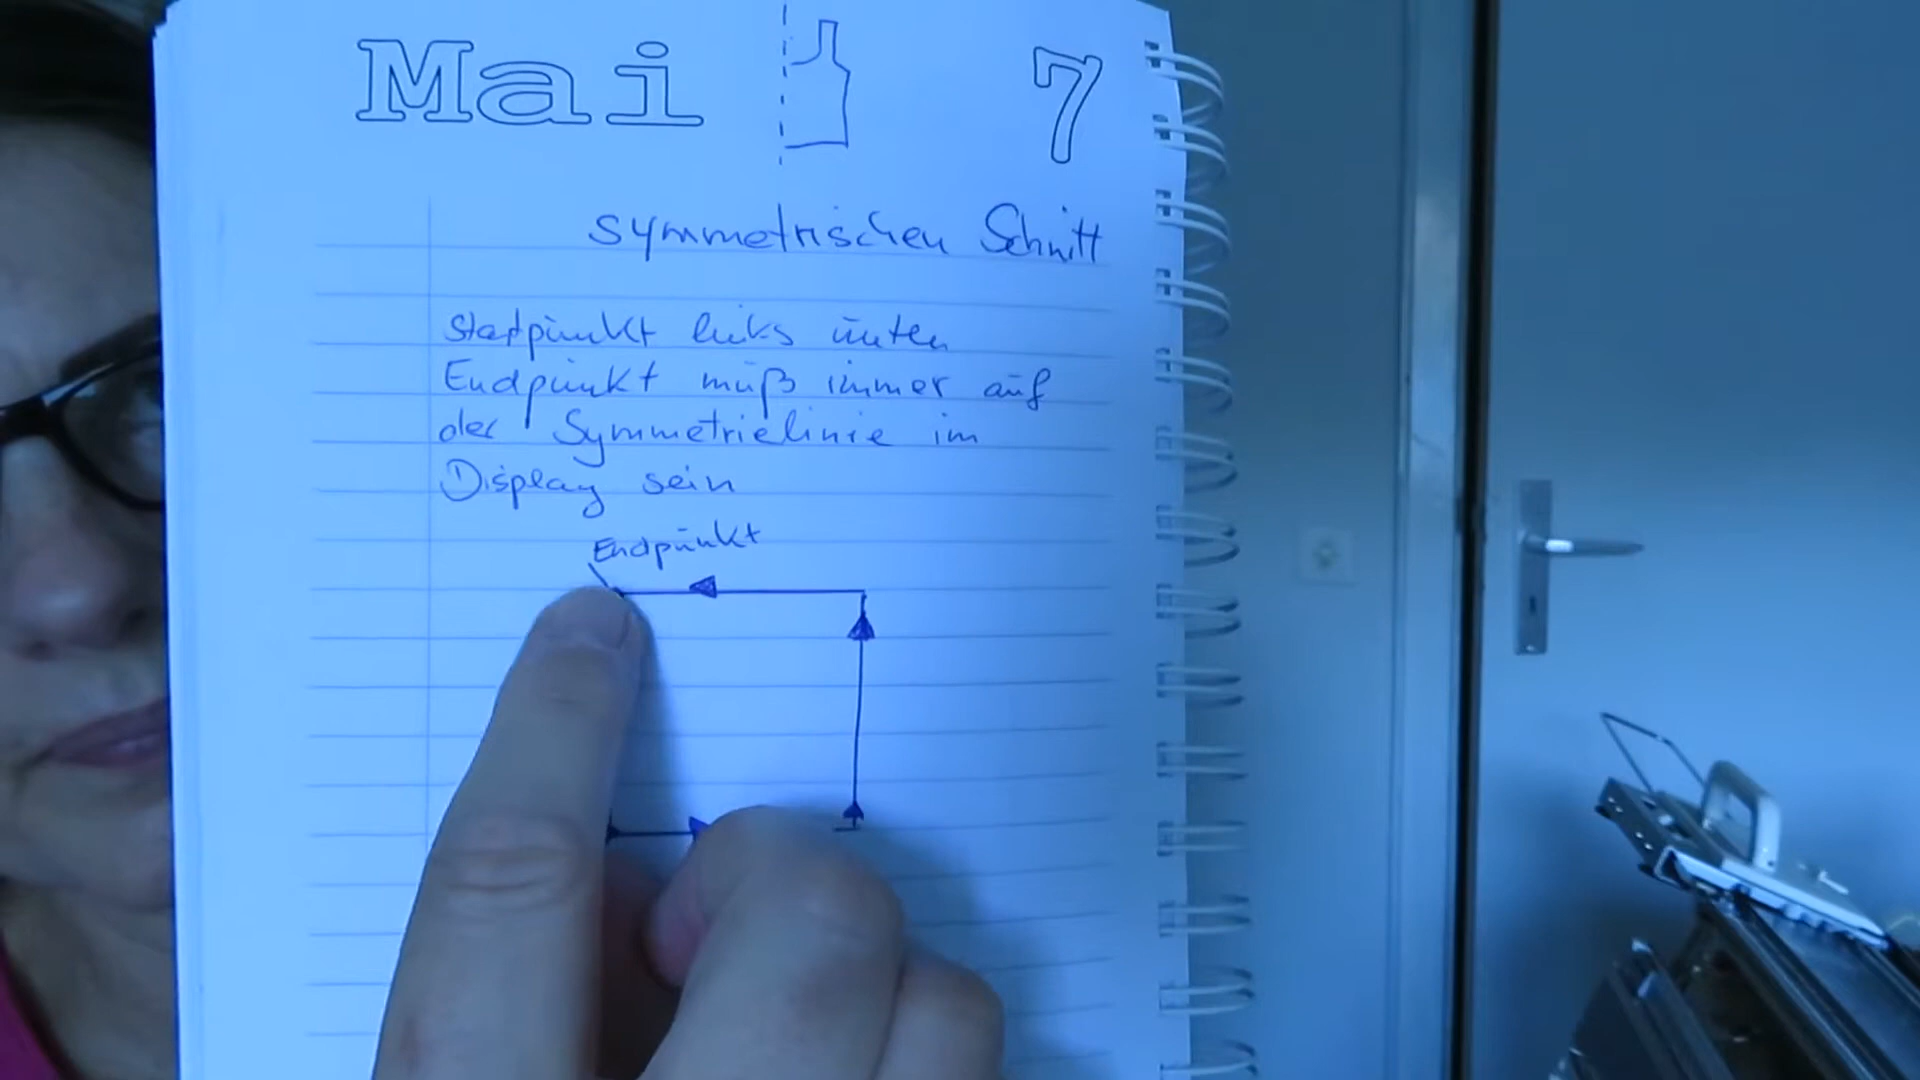 Mai 7
symmetrischen Schnitt
Startpunkt links unten
Endpunkt muß immer auf
der Symmetrielinie im
Display sein
Endpunkt